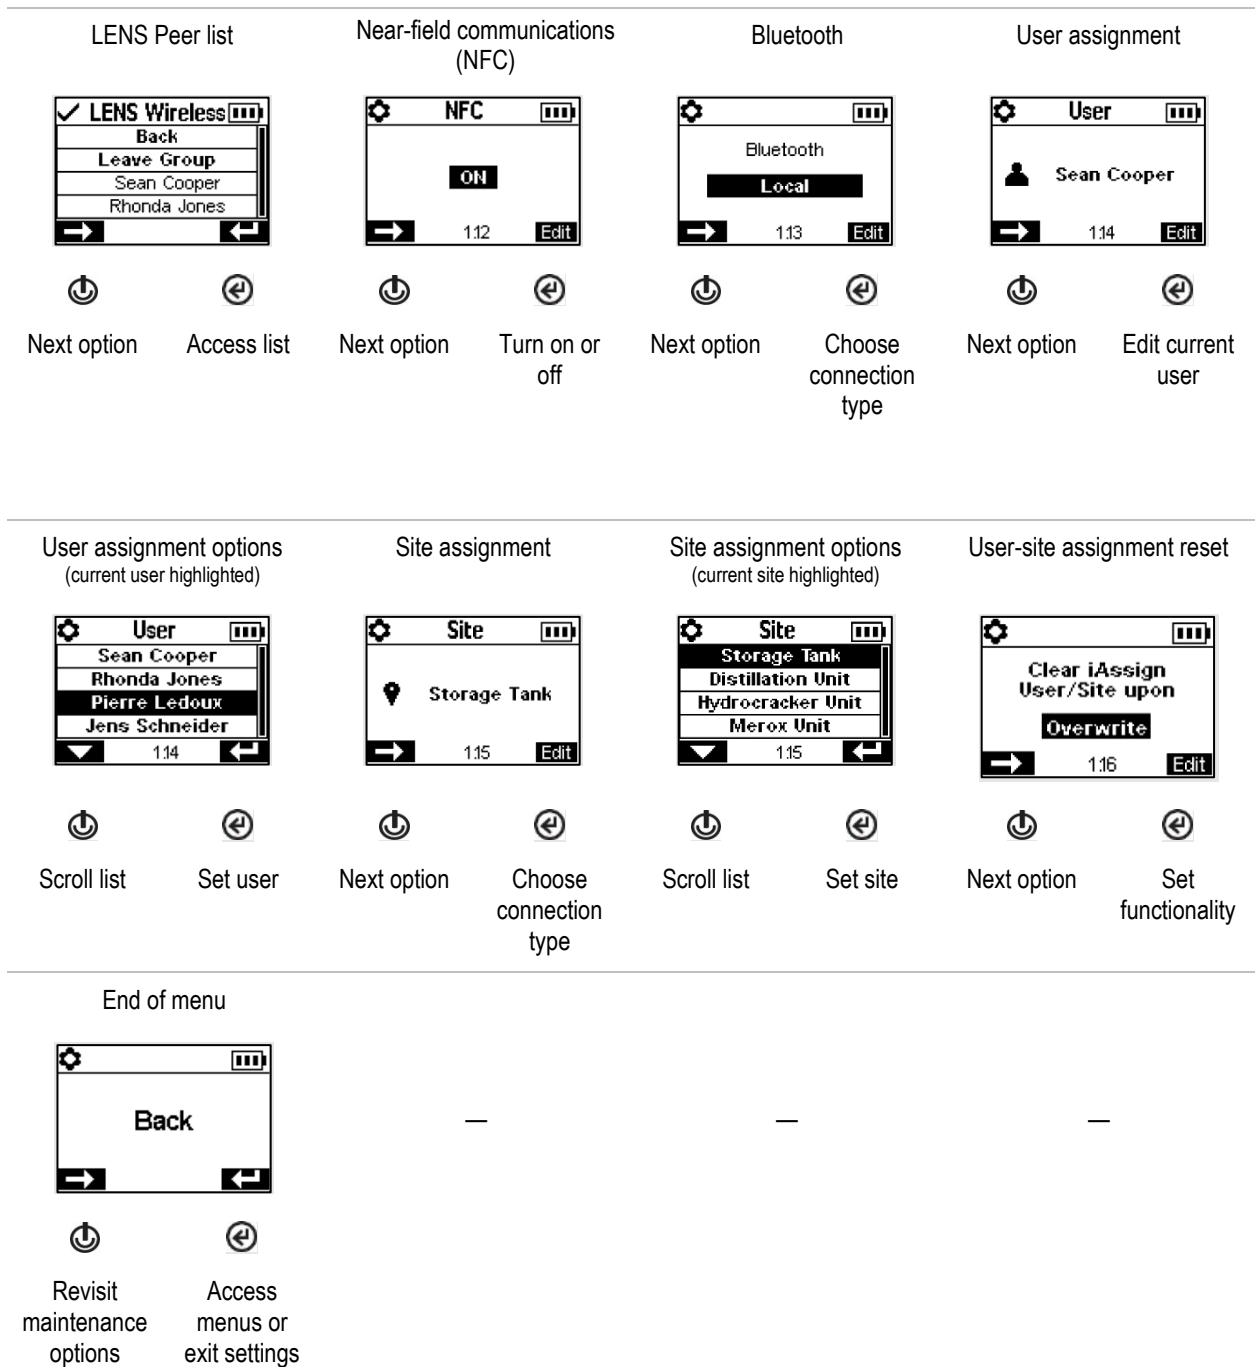 LENS Peer list
Near-field communications
(NFC)
Bluetooth
User assignment
LENS Wireless
Back
Leave Group
Sean Cooper
Rhonda Jones
NFC
ON
1.12 Edit
Bluetooth
Local
1.13 Edit
User
Sean Cooper
1.14 Edit
Next option
Access list
Next option
Turn on or
off
Next option
Choose
connection
type
Next option
Edit current
user
User assignment options
(current user highlighted)
Site assignment
Site assignment options
(current site highlighted)
User-site assignment reset
User
Sean Cooper
Rhonda Jones
Pierre Ledoux
Jens Schneider
1.14
Site
Storage Tank
1.15 Edit
Site
Storage Tank
Distillation Unit
Hydrocracker Unit
Merox Unit
1.15
Clear iAssign
User/Site upon
Overwrite
1.16 Edit
Scroll list
Set user
Next option
Choose
connection
type
Scroll list
Set site
Next option
Set
functionality
End of menu
Back
—
—
—
Revisit
maintenance
options
Access
menus or
exit settings